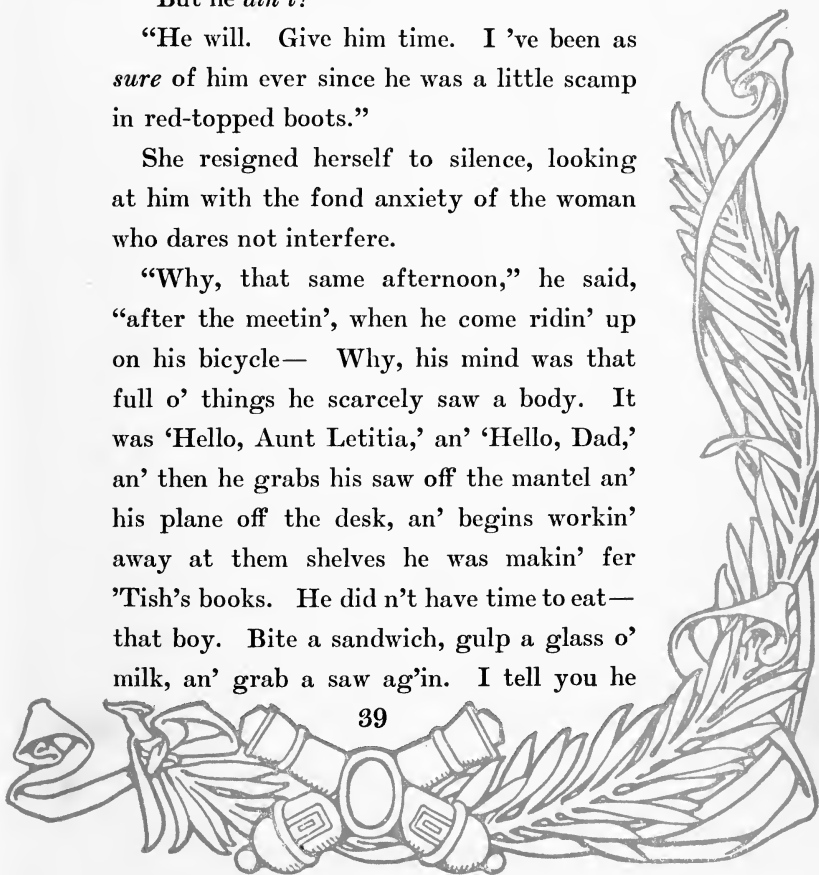 "But he ain't!"
"He will. Give him time. I 've been as
sure of him ever since he was a little scamp
in red-topped boots."
She resigned herself to silence, looking
at him with the fond anxiety of the woman
who dares not interfere.
"Why, that same afternoon," he said,
"after the meetin', when he come ridin' up
on his bicycle— Why, his mind was that
full o' things he scarcely saw a body. It
was 'Hello, Aunt Letitia,' an' 'Hello, Dad,'
an' then he grabs his saw off the mantel an'
his plane off the desk, an' begins workin'
away at them shelves he was makin' fer
'Tish's books. He did n't have time to eat—
that boy. Bite a sandwich, gulp a glass o'
milk, an' grab a saw ag'in. I tell you he
39